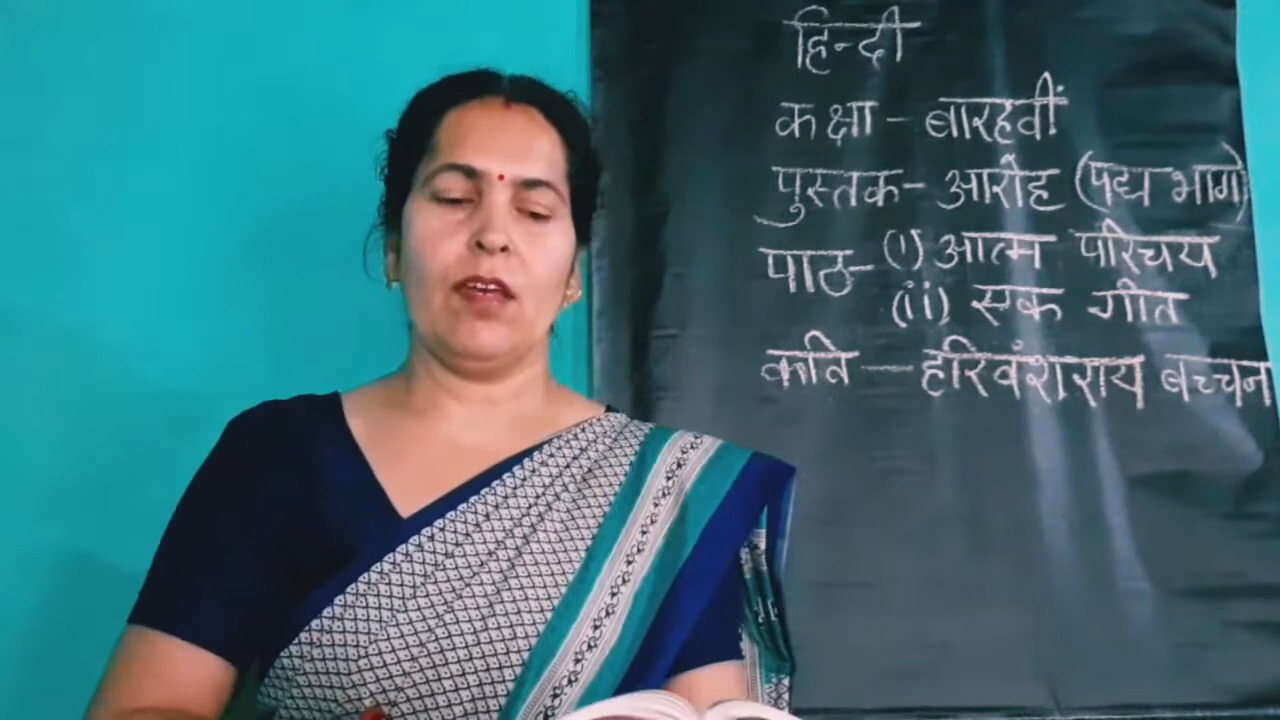 हिन्दी
कक्षा - बारहवीं
पुस्तक - आरोह (पद्य भाग)
पाठ - (i) आत्म परिचय
(ii) एक गीत
कवि — हरिवंशराय बच्चन